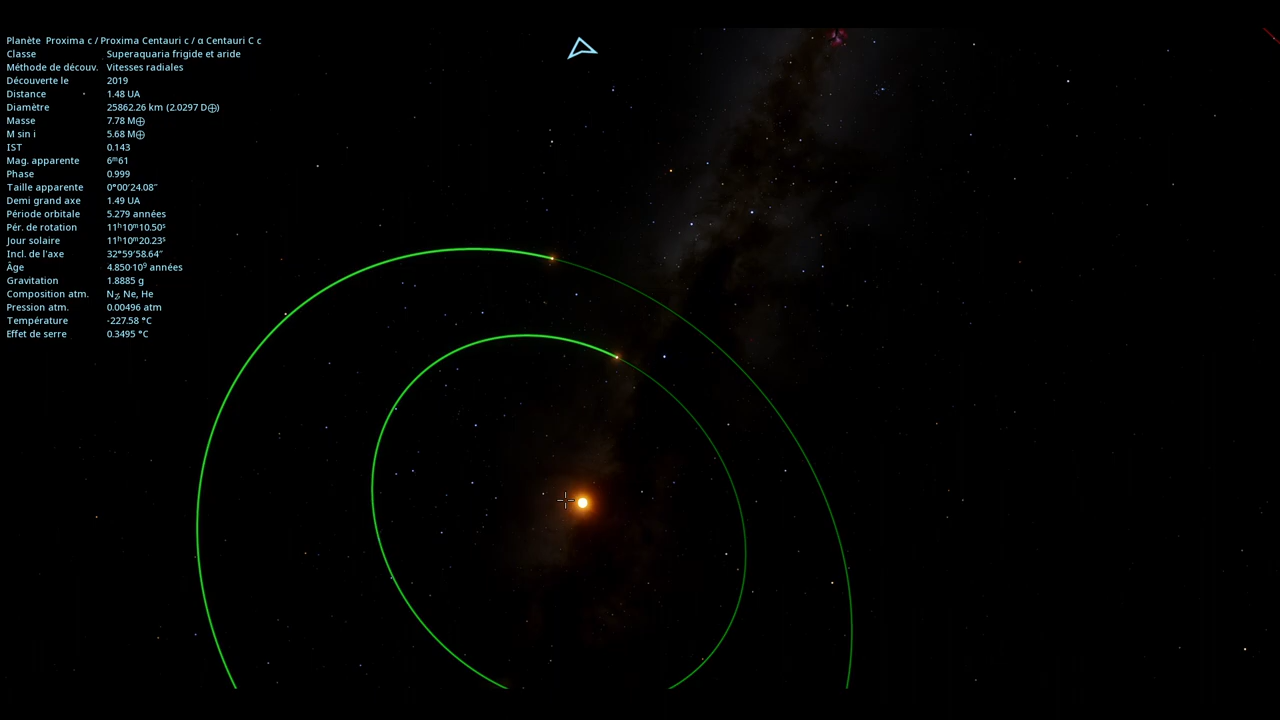 Planète Proxima c / Proxima Centauri c / α Centauri C c
Classe Superaquaria frigide et aride
Méthode de découv. Vitesses radiales
Découverte le 2019
Distance 1.48 UA
Diamètre 25862.26 km (2.0297 D⊕)
Masse 7.78 M⊕
M sin i 5.68 M⊕
IST 0.143
Mag. apparente 6ᵐ61
Phase 0.999
Taille apparente 0°00′24.08″
Demi grand axe 1.49 UA
Période orbitale 5.279 années
Pér. de rotation 11ʰ10ᵐ10.50ˢ
Jour solaire 11ʰ10ᵐ20.23ˢ
Incl. de l'axe 32°59′58.64″
Âge 4.850·10⁹ années
Gravitation 1.8885 g
Composition atm. N₂, Ne, He
Pression atm. 0.00496 atm
Température -227.58 °C
Effet de serre 0.3495 °C